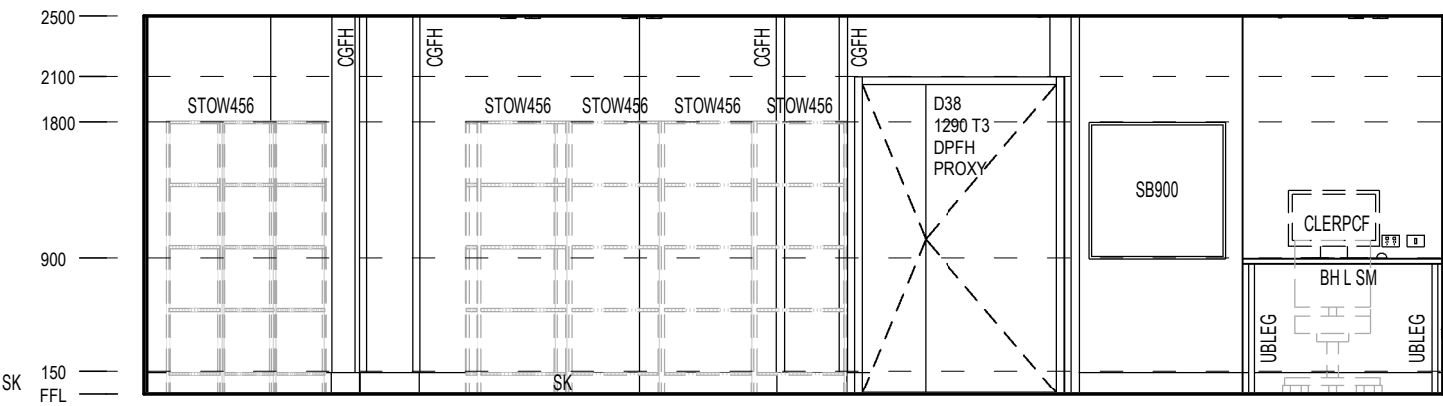 2500
CGFH
CGFH
CGFH
CGFH
2100
STOW456
STOW456
STOW456
STOW456
STOW456
D38
1290 T3
DPFH
PROXY
1800
SB900
CLERPCF
900
BH L SM
UBLEG
UBLEG
150
SK
SK
FFL